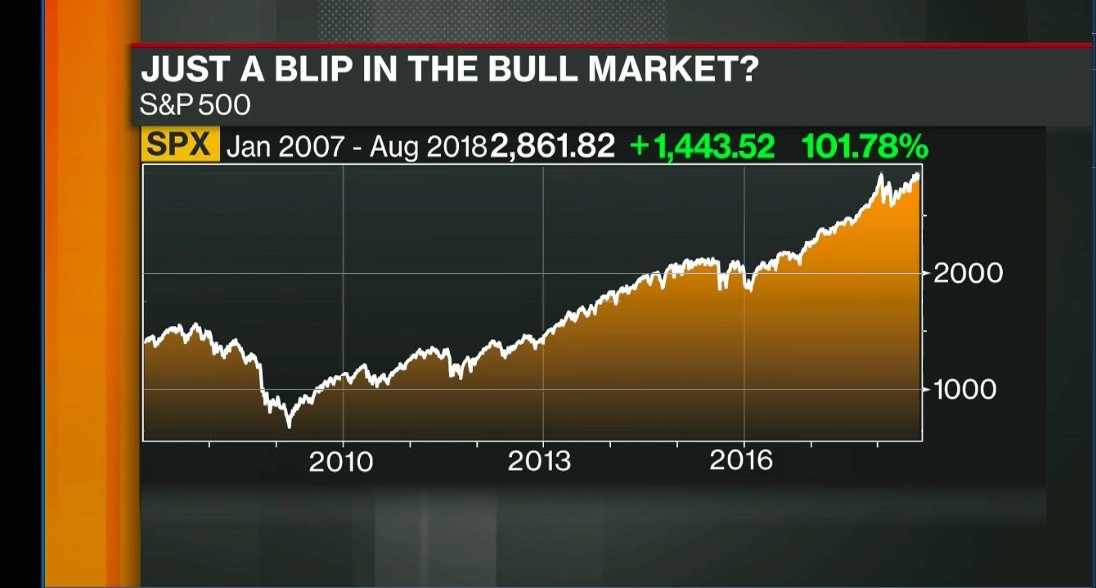 JUST A BLIP IN THE BULL MARKET?
S&P 500
SPX Jan 2007 - Aug 2018 2,861.82 +1,443.52 101.78%
2000
1000
2010 2013 2016